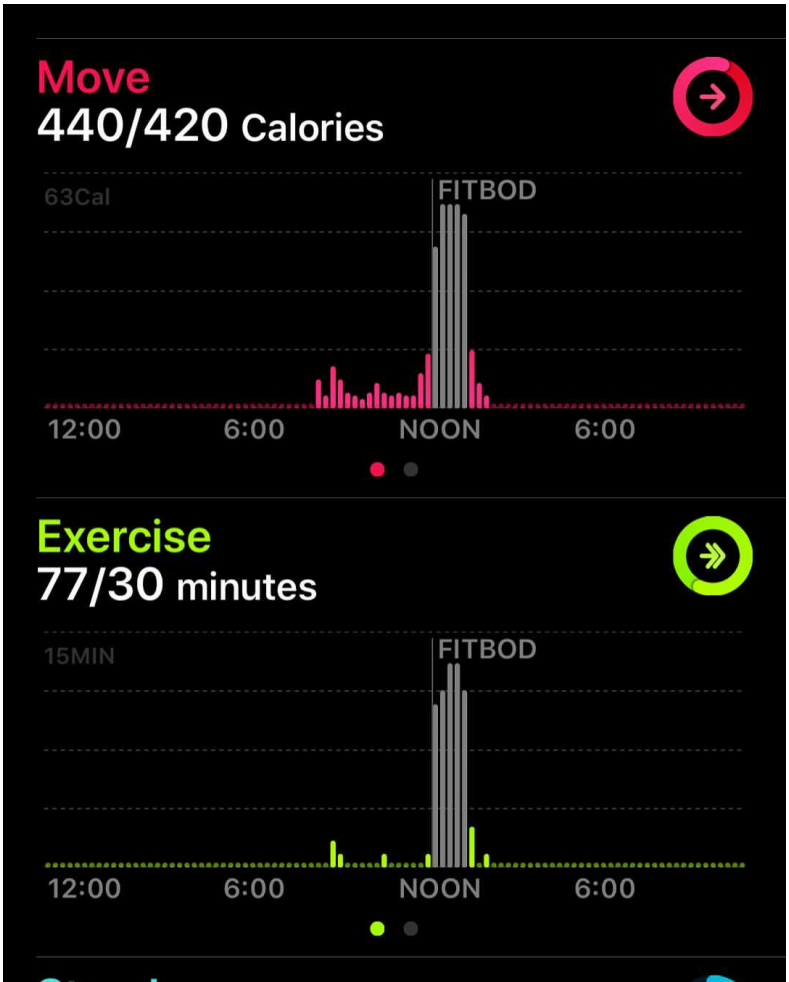 Move
440/420 Calories
63Cal
FITBOD
12:00 6:00 NOON 6:00
Exercise
77/30 minutes
15MIN
FITBOD
12:00 6:00 NOON 6:00